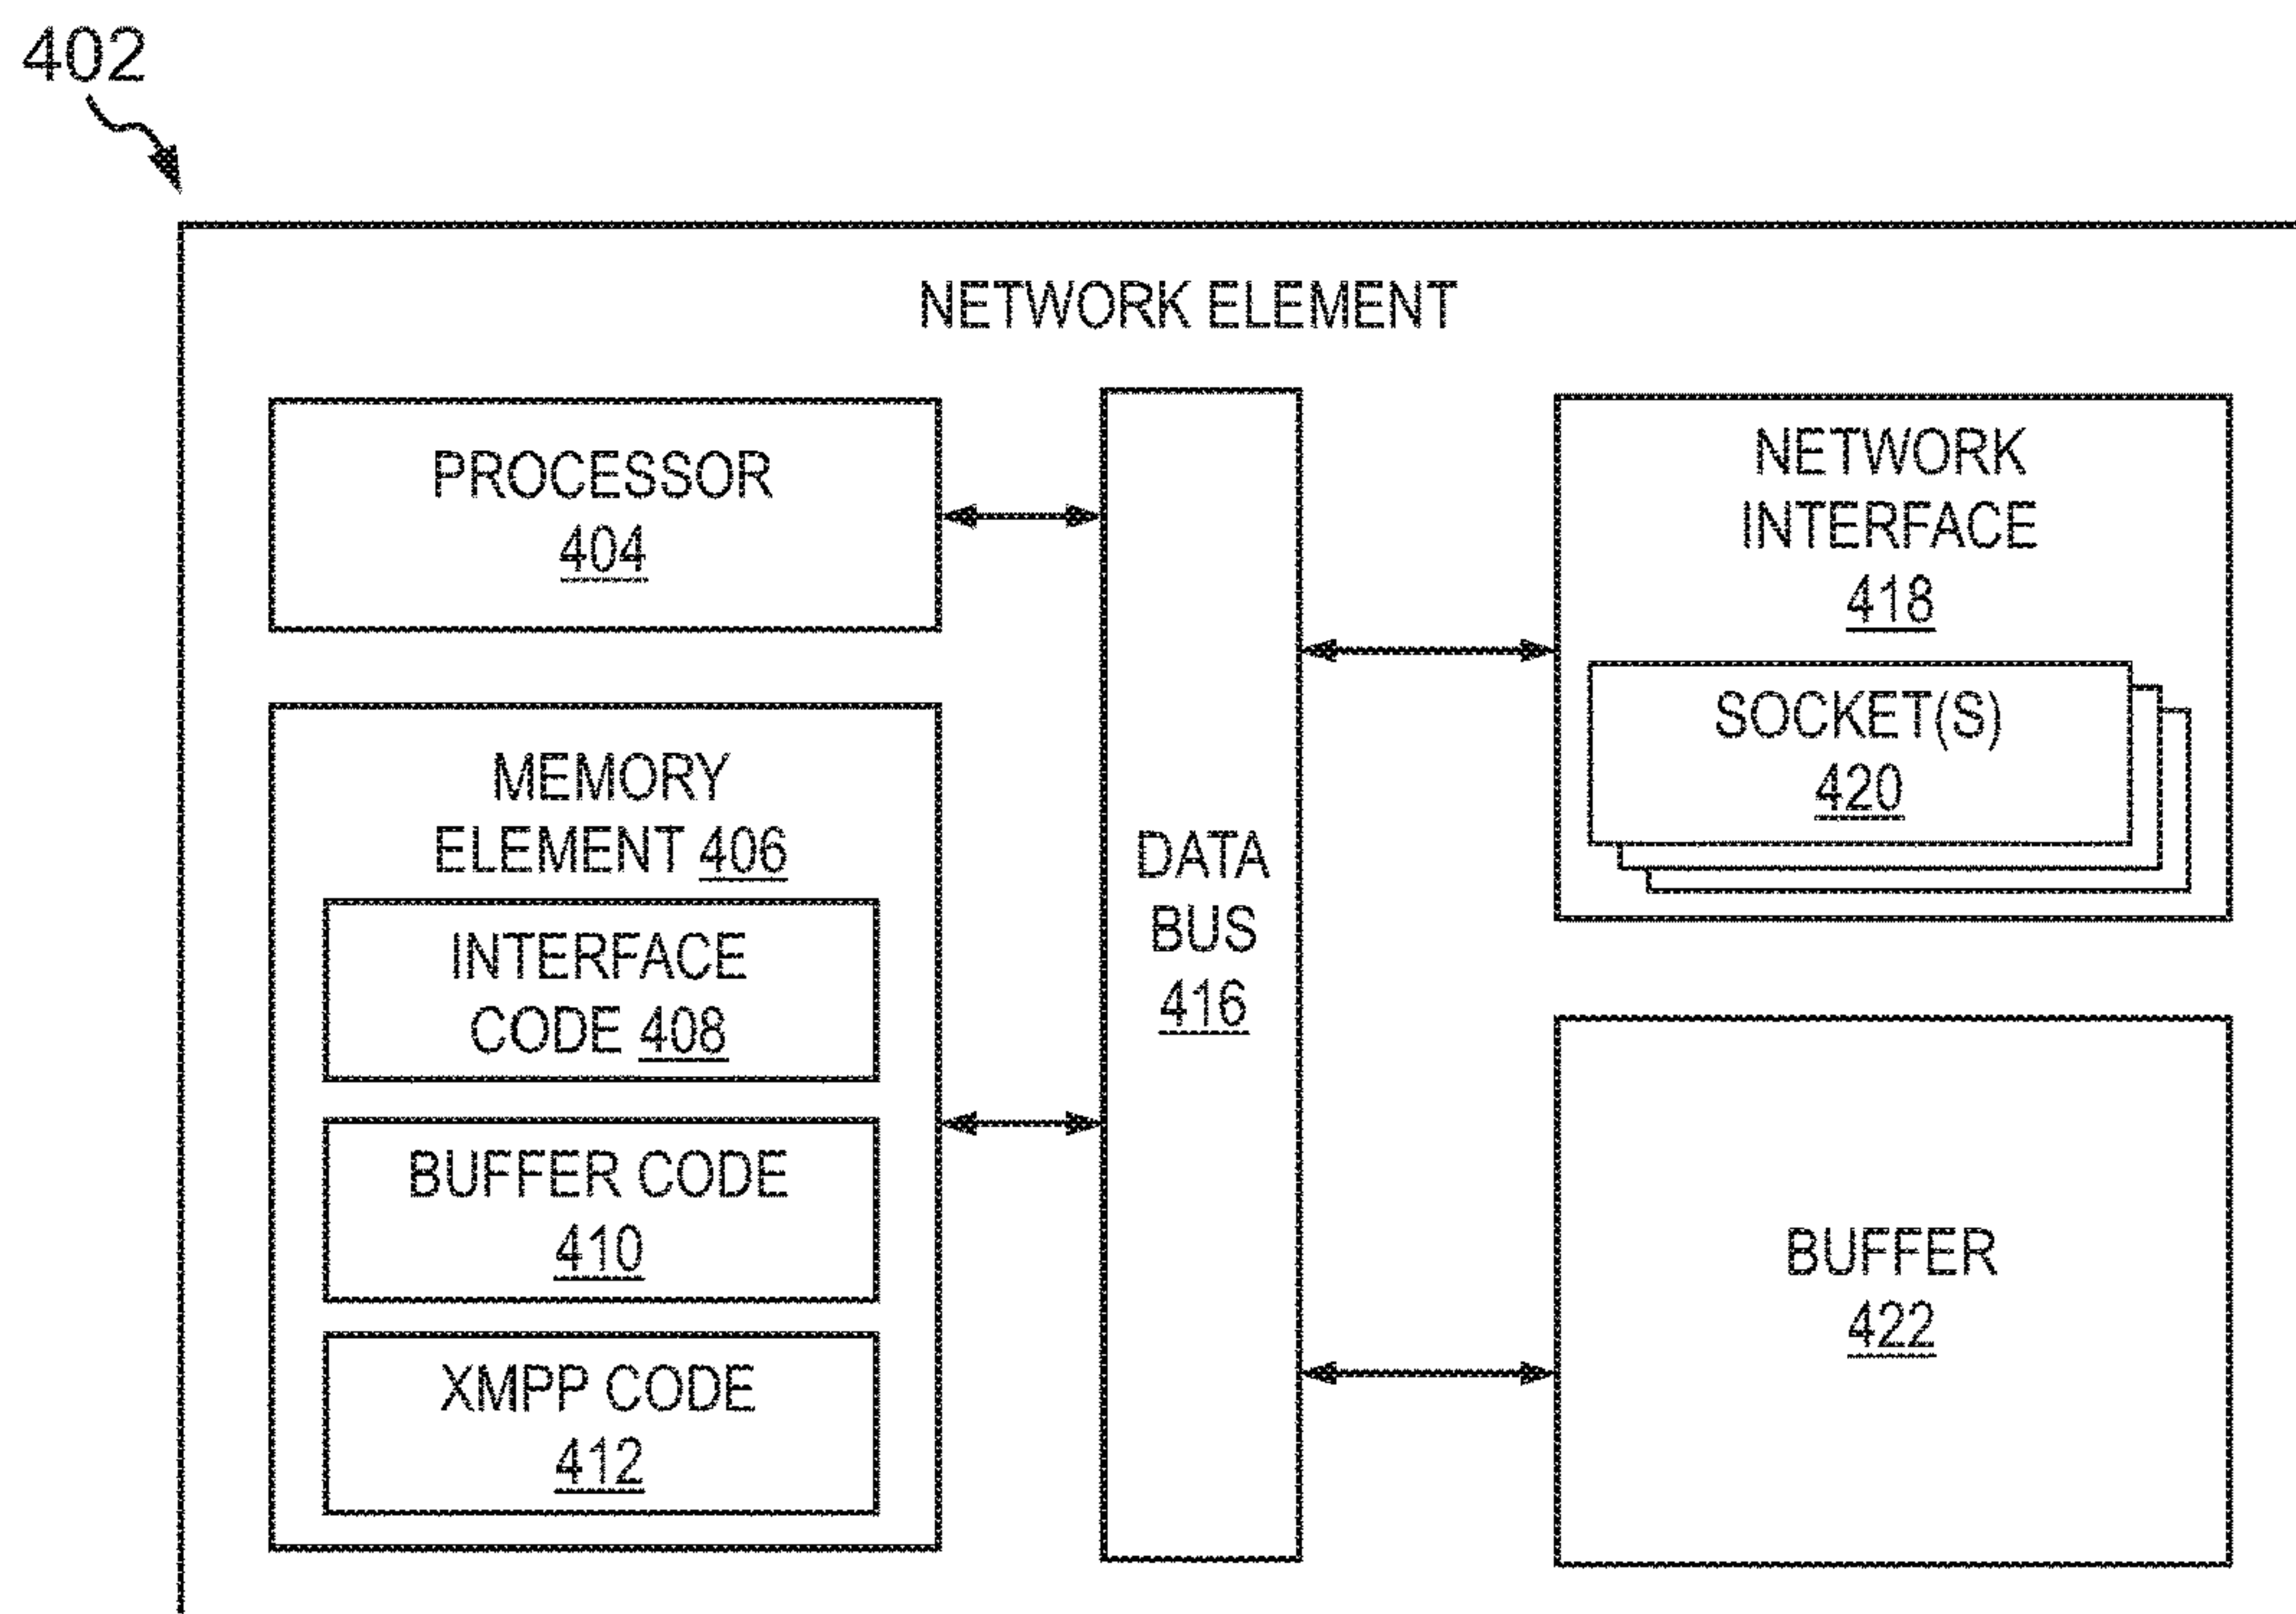 402
NETWORK ELEMENT
PROCESSOR
404
MEMORY
ELEMENT 406
INTERFACE
CODE 408
BUFFER CODE
410
XMPP CODE
412
DATA
BUS
416
NETWORK
INTERFACE
418
SOCKET(S)
420
BUFFER
422